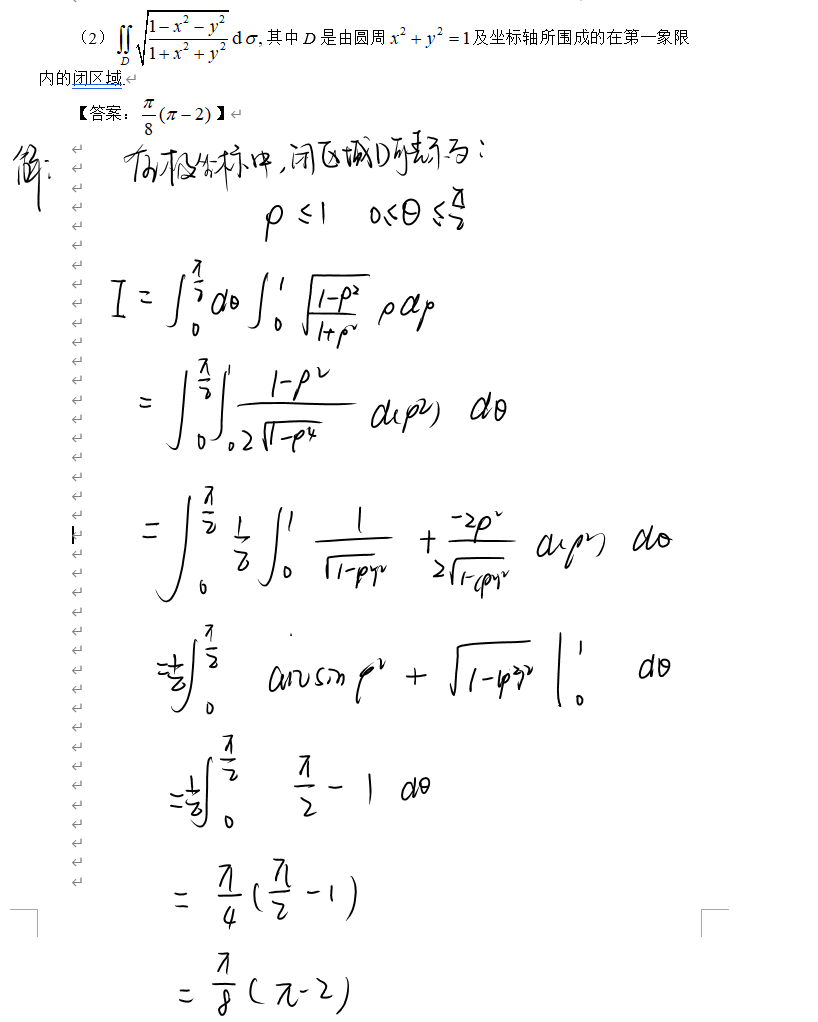 （2）$\iint\limits_{D}\sqrt{\frac{1-x^2-y^2}{1+x^2+y^2}}\,\mathrm{d}\sigma$, 其中 $D$ 是由圆周 $x^2+y^2=1$ 及坐标轴所围成的在第一象限
内的闭区域.
【答案：$\frac{\pi}{8}(\pi-2)$】
解： 在极坐标中，闭区域D可表示为：
$\rho \le 1 \quad 0 \le \theta \le \frac{\pi}{2}$
$I = \int_0^{\frac{\pi}{2}} d\theta \int_0^1 \sqrt{\frac{1-\rho^2}{1+\rho^2}} \rho d\rho$
$= \int_0^{\frac{\pi}{2}} \int_0^1 \frac{1-\rho^2}{2\sqrt{1-\rho^4}} d(\rho^2) \, d\theta$
$= \int_0^{\frac{\pi}{2}} \frac{1}{2} \int_0^1 \frac{1}{\sqrt{1-(\rho^2)^2}} + \frac{-2\rho^2}{2\sqrt{1-(\rho^2)^2}} d(\rho^2) \, d\theta$
$= \frac{1}{2} \int_0^{\frac{\pi}{2}} \arcsin \rho^2 + \sqrt{1-(\rho^2)^2} \Big|_0^1 \, d\theta$
$= \frac{1}{2} \int_0^{\frac{\pi}{2}} \frac{\pi}{2} - 1 \, d\theta$
$= \frac{\pi}{4}(\frac{\pi}{2}-1)$
$= \frac{\pi}{8}(\pi-2)$